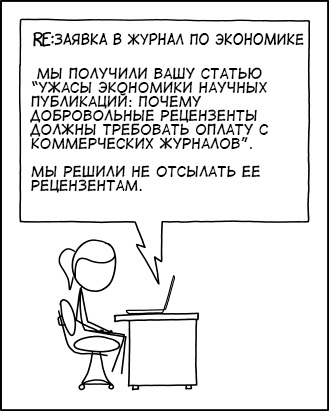 RE:ЗАЯВКА В ЖУРНАЛ ПО ЭКОНОМИКЕ
МЫ ПОЛУЧИЛИ ВАШУ СТАТЬЮ
"УЖАСЫ ЭКОНОМИКИ НАУЧНЫХ
ПУБЛИКАЦИЙ: ПОЧЕМУ
ДОБРОВОЛЬНЫЕ РЕЦЕНЗЕНТЫ
ДОЛЖНЫ ТРЕБОВАТЬ ОПЛАТУ С
КОММЕРЧЕСКИХ ЖУРНАЛОВ".
МЫ РЕШИЛИ НЕ ОТСЫЛАТЬ ЕЕ
РЕЦЕНЗЕНТАМ.